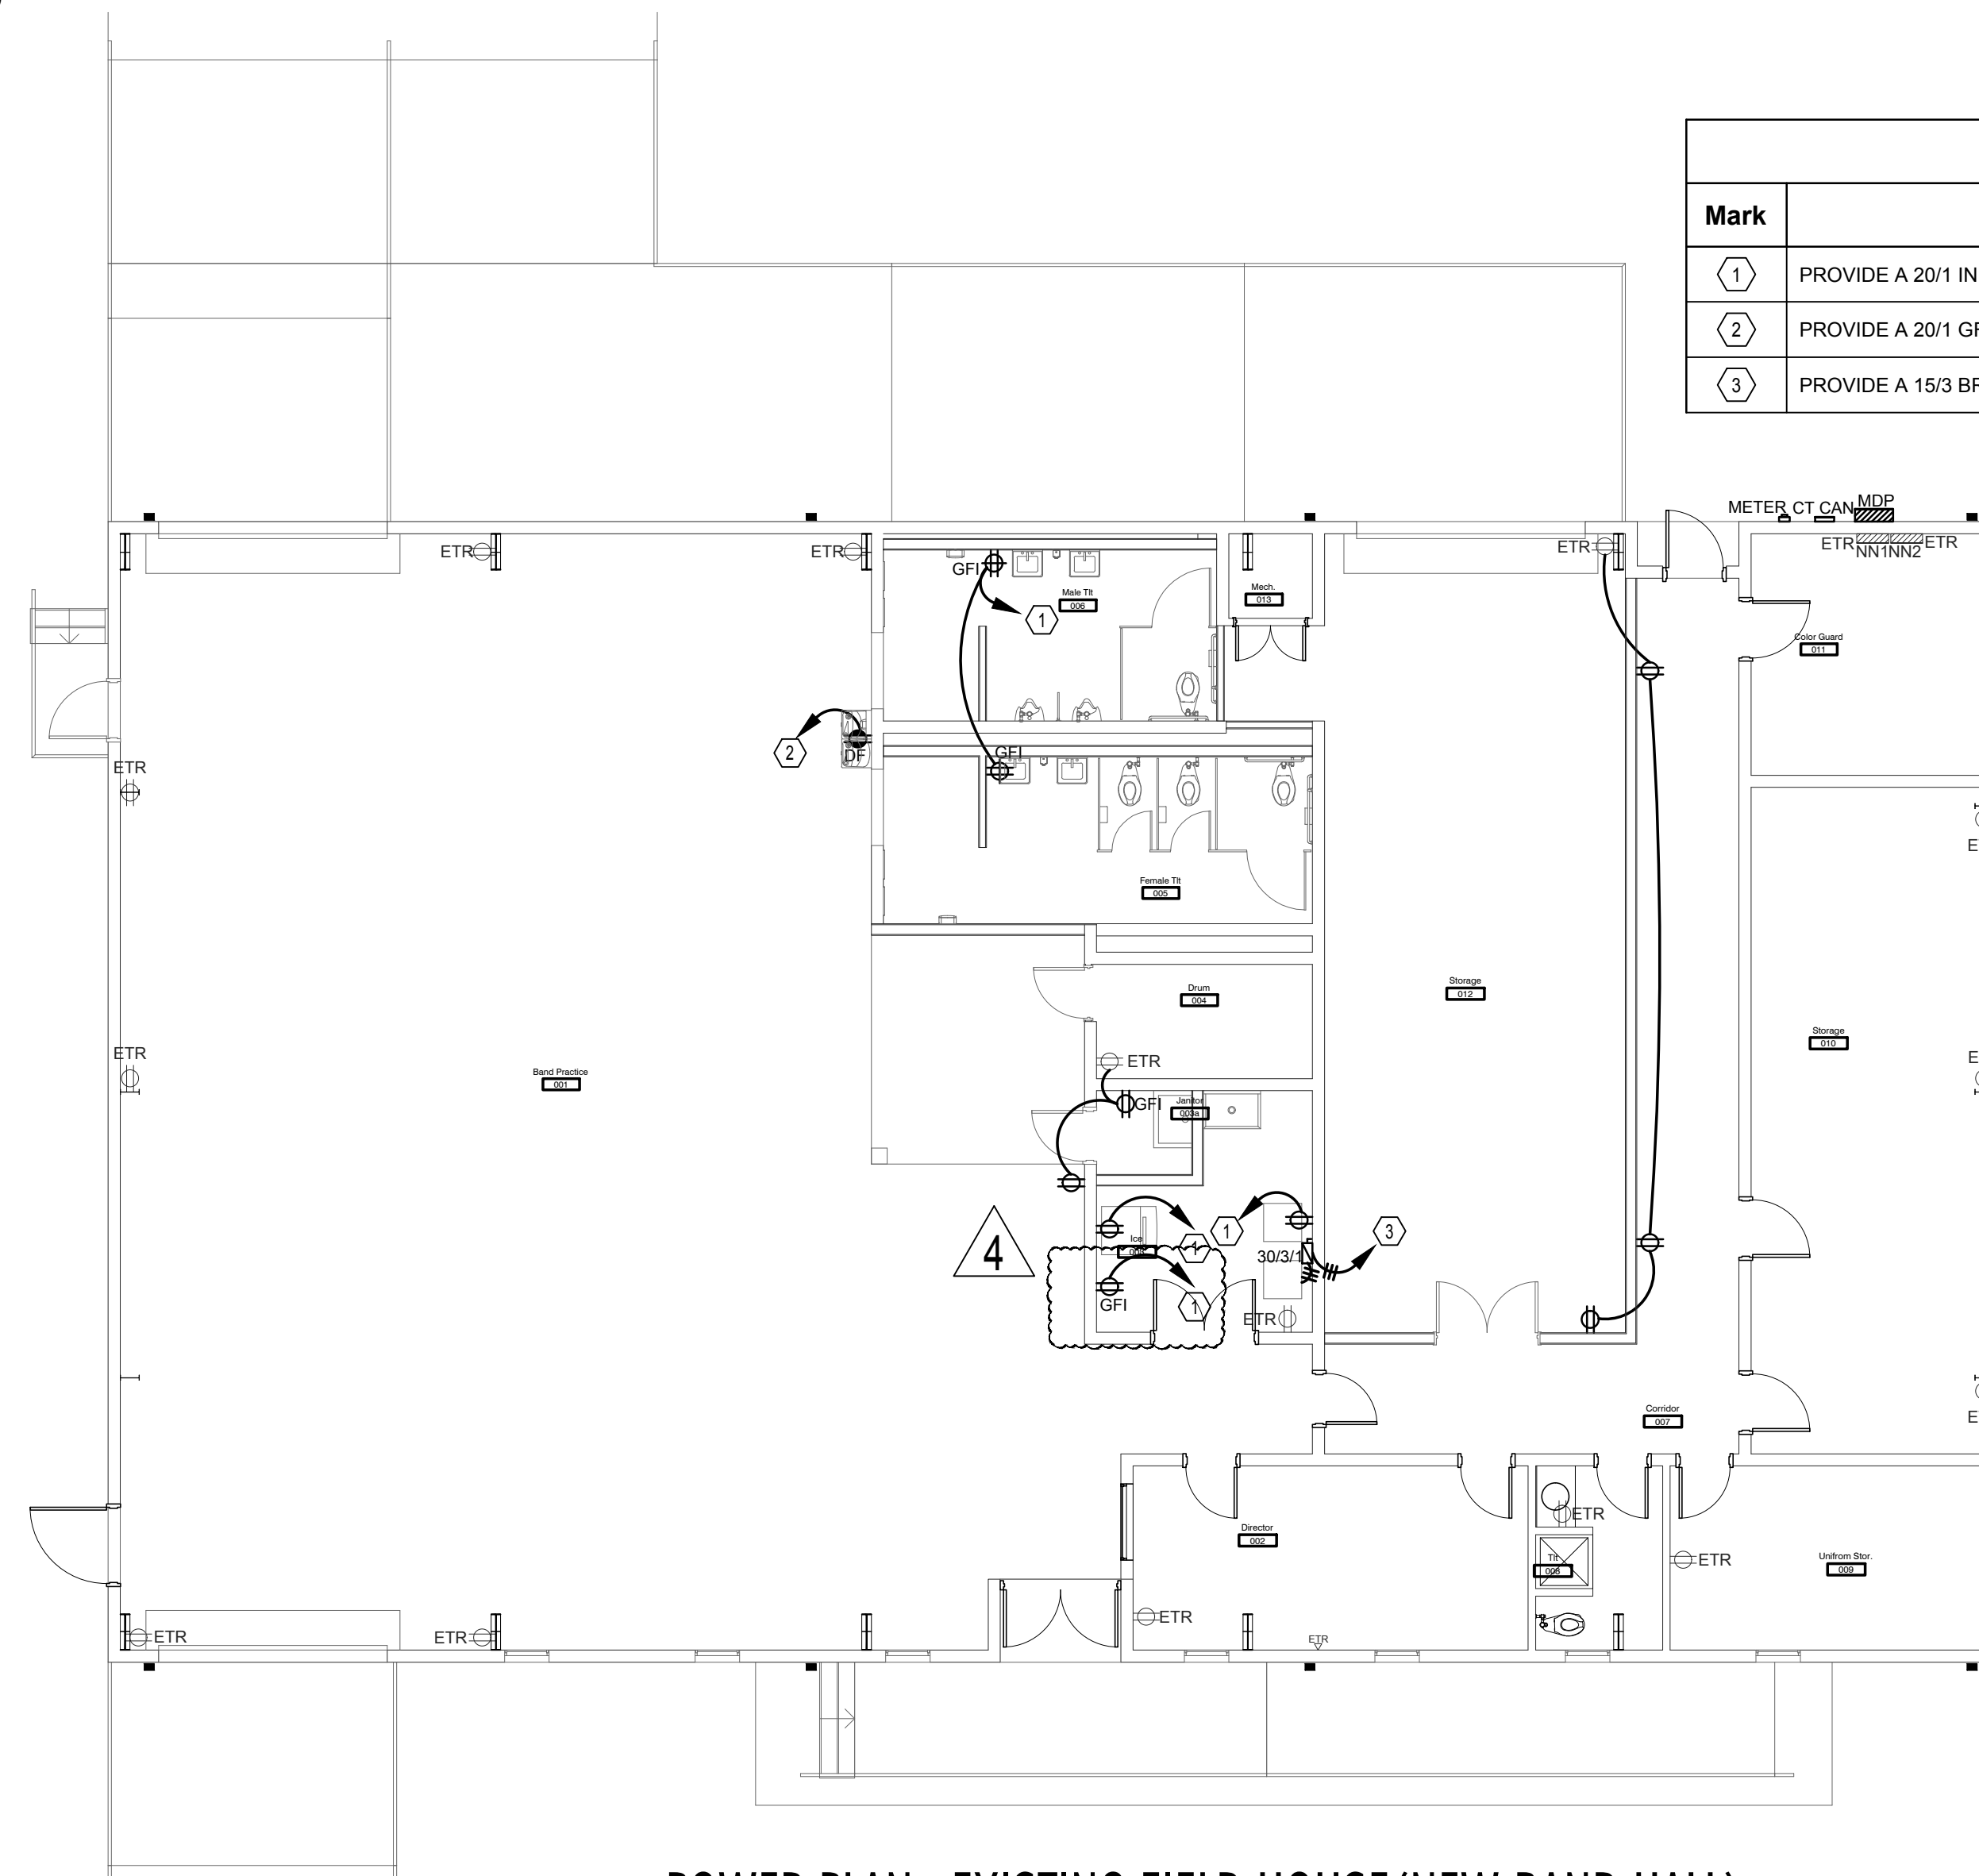 Mark
1 PROVIDE A 20/1 IN
2 PROVIDE A 20/1 G
3 PROVIDE A 15/3 B
METER CT CAN MDP
ETR NN1 NN2 ETR
ETR
ETR
ETR
GFI
Male Tlt
006
1
Mech.
013
Color Guard
011
2
DF
GFI
ETR
E
Female Tlt
005
Storage
012
Drum
004
Storage
010
ETR
ETR
E
Band Practice
001
GFI
Janitor
003a
4
1
3
Ice
1
30/3/1
GFI
1
ETR
Corridor
007
E
ETR
Director
002
Tlt
008
ETR
Unifrom Stor.
009
ETR
ETR
ETR
ETR